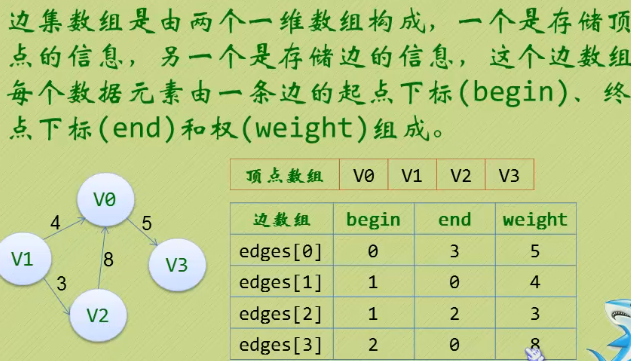 边集数组是由两个一维数组构成，一个是存储顶
点的信息，另一个是存储边的信息，这个边数组
每个数据元素由一条边的起点下标(begin)、终
点下标(end)和权(weight)组成。
顶点数组 V0 V1 V2 V3
边数组 begin end weight
edges[0] 0 3 5
edges[1] 1 0 4
edges[2] 1 2 3
edges[3] 2 0 8
V0
4 5
V1 8 V3
3
V2